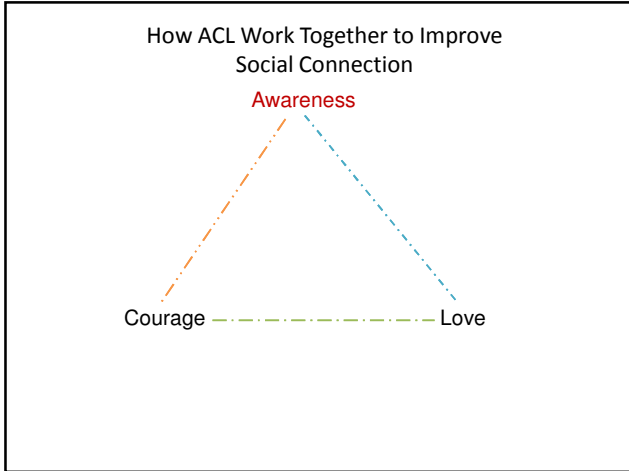 How ACL Work Together to Improve
Social Connection
Awareness
Courage
Love